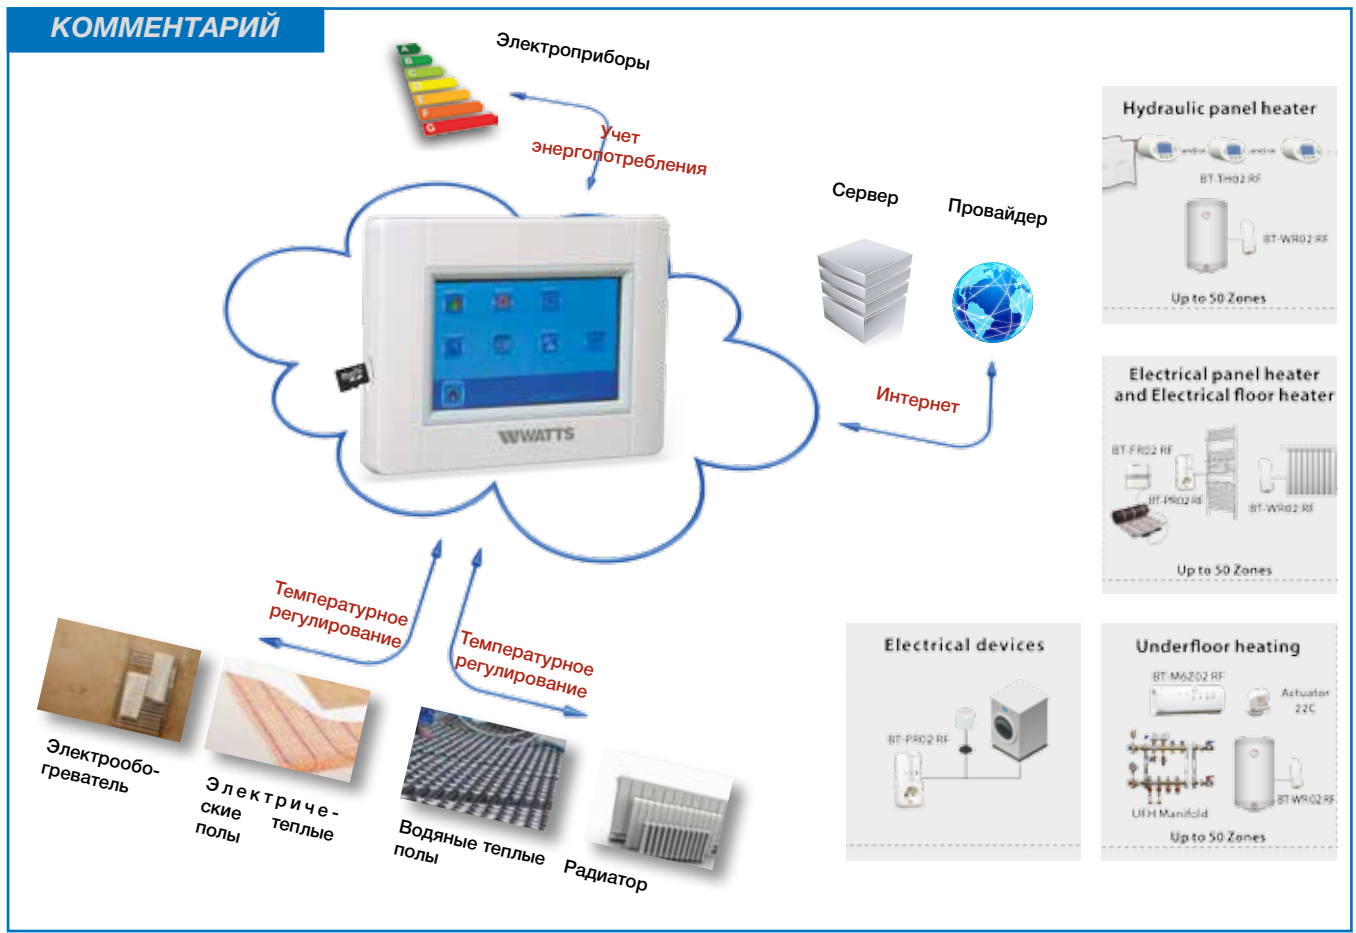 КОММЕНТАРИЙ
Электроприборы
A
B
C
D
E
F
G
Учет
энергопотребления
Сервер
Провайдер
Интернет
WATTS
Температурное
регулирование
Температурное
регулирование
Электрообо-
греватель
Электриче-
ские теплые
полы
Водяные теплые
полы
Радиатор
Hydraulic panel heater
BT-TH02 RF
BT-WR02 RF
Up to 50 Zones
Electrical panel heater
and Electrical floor heater
BT-FR02 RF
BT-PR02 RF
BT-WR02 RF
Up to 50 Zones
Electrical devices
BT-PR02 RF
Underfloor heating
BT-M6Z02 RF
Actuator
22C
BT-WR02 RF
UFH Manifold
Up to 50 Zones